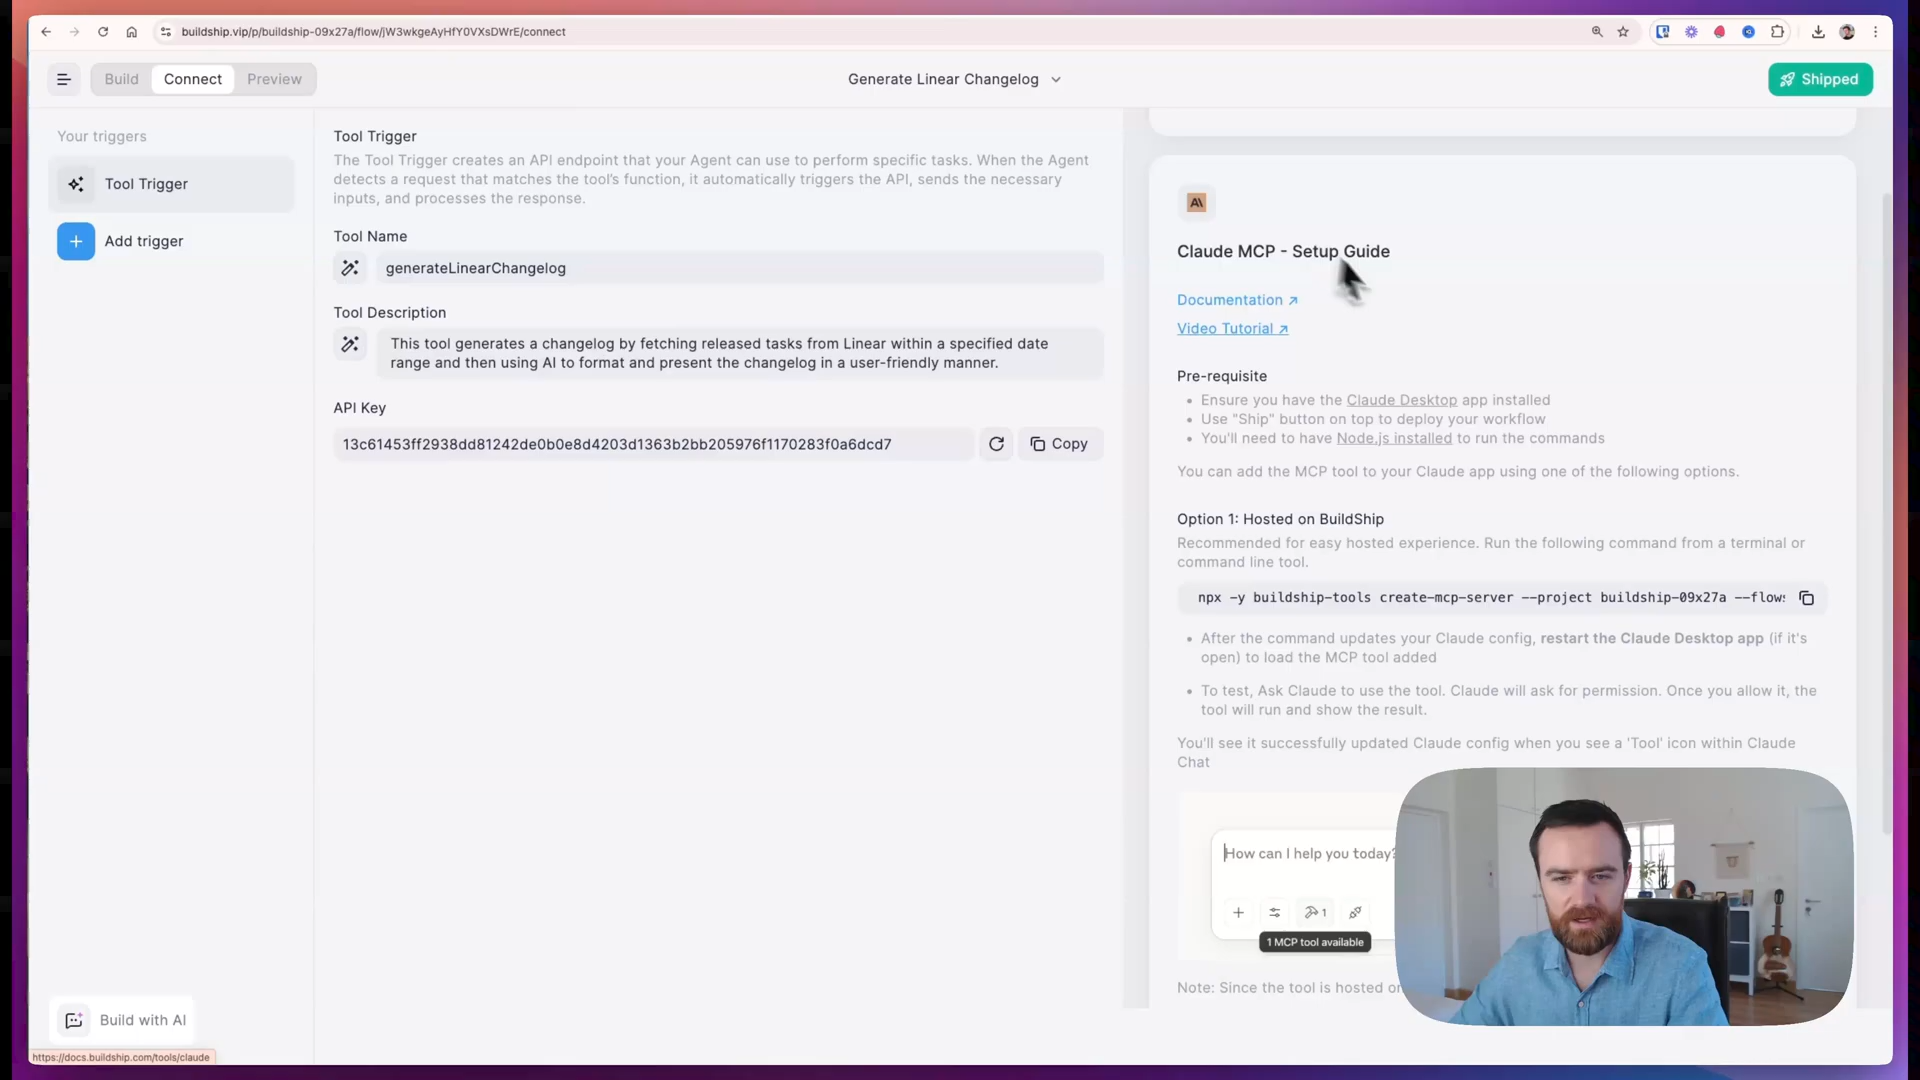 buildship.vip/p/buildship-09x27a/flow/jW3wkgeAyHfY0VXsDWrE/connect
Build
Connect
Preview
Generate Linear Changelog
Shipped
Your triggers
Tool Trigger
Add trigger
Tool Trigger
The Tool Trigger creates an API endpoint that your Agent can use to perform specific tasks. When the Agent
detects a request that matches the tool's function, it automatically triggers the API, sends the necessary
inputs, and processes the response.
Tool Name
generateLinearChangelog
Tool Description
This tool generates a changelog by fetching released tasks from Linear within a specified date
range and then using AI to format and present the changelog in a user-friendly manner.
API Key
13c61453ff2938dd81242de0b0e8d4203d1363b2bb205976f1170283f0a6dcd7
Copy
Claude MCP - Setup Guide
Documentation ↗
Video Tutorial ↗
Pre-requisite
• Ensure you have the Claude Desktop app installed
• Use "Ship" button on top to deploy your workflow
• You'll need to have Node.js installed to run the commands
You can add the MCP tool to your Claude app using one of the following options.
Option 1: Hosted on BuildShip
Recommended for easy hosted experience. Run the following command from a terminal or
command line tool.
npx -y buildship-tools create-mcp-server --project buildship-09x27a --flow
• After the command updates your Claude config, restart the Claude Desktop app (if it's
open) to load the MCP tool added
• To test, Ask Claude to use the tool. Claude will ask for permission. Once you allow it, the
tool will run and show the result.
You'll see it successfully updated Claude config when you see a 'Tool' icon within Claude
Chat
How can I help you today?
1
1 MCP tool available
Note: Since the tool is hosted
Build with AI
https://docs.buildship.com/tools/claude